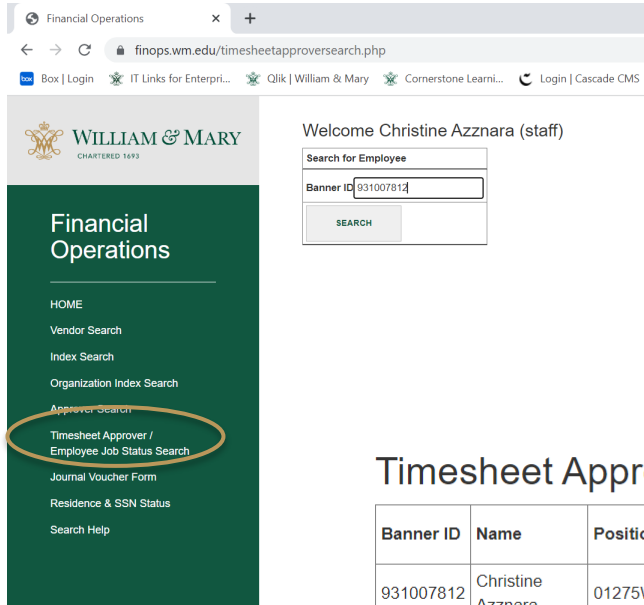 Financial Operations
finops.wm.edu/timesheetapproversearch.php
box Box | Login IT Links for Enterpri... Qlik | William & Mary Cornerstone Learni... Login | Cascade CMS
WILLIAM & MARY
CHARTERED 1693
Welcome Christine Azznara (staff)
Search for Employee
Banner ID 931007812
SEARCH
Financial
Operations
HOME
Vendor Search
Index Search
Organization Index Search
Approver Search
Timesheet Approver /
Employee Job Status Search
Journal Voucher Form
Residence & SSN Status
Search Help
Timesheet Appr
Banner ID Name Positio
931007812 Christine Azznara 01275